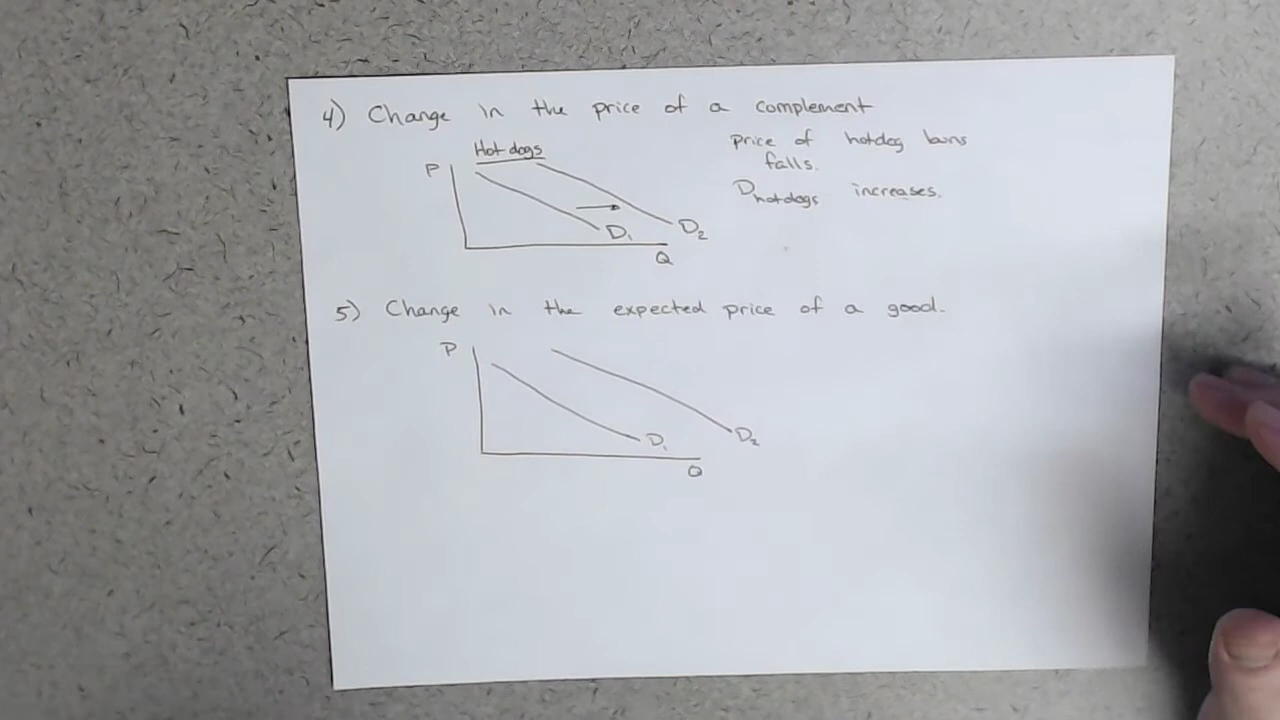 4) Change in the price of a complement
Hot dogs
P
D1
D2
Q
price of hotdog buns
falls.
Dhotdogs increases.
5) Change in the expected price of a good.
P
D1
D2
Q